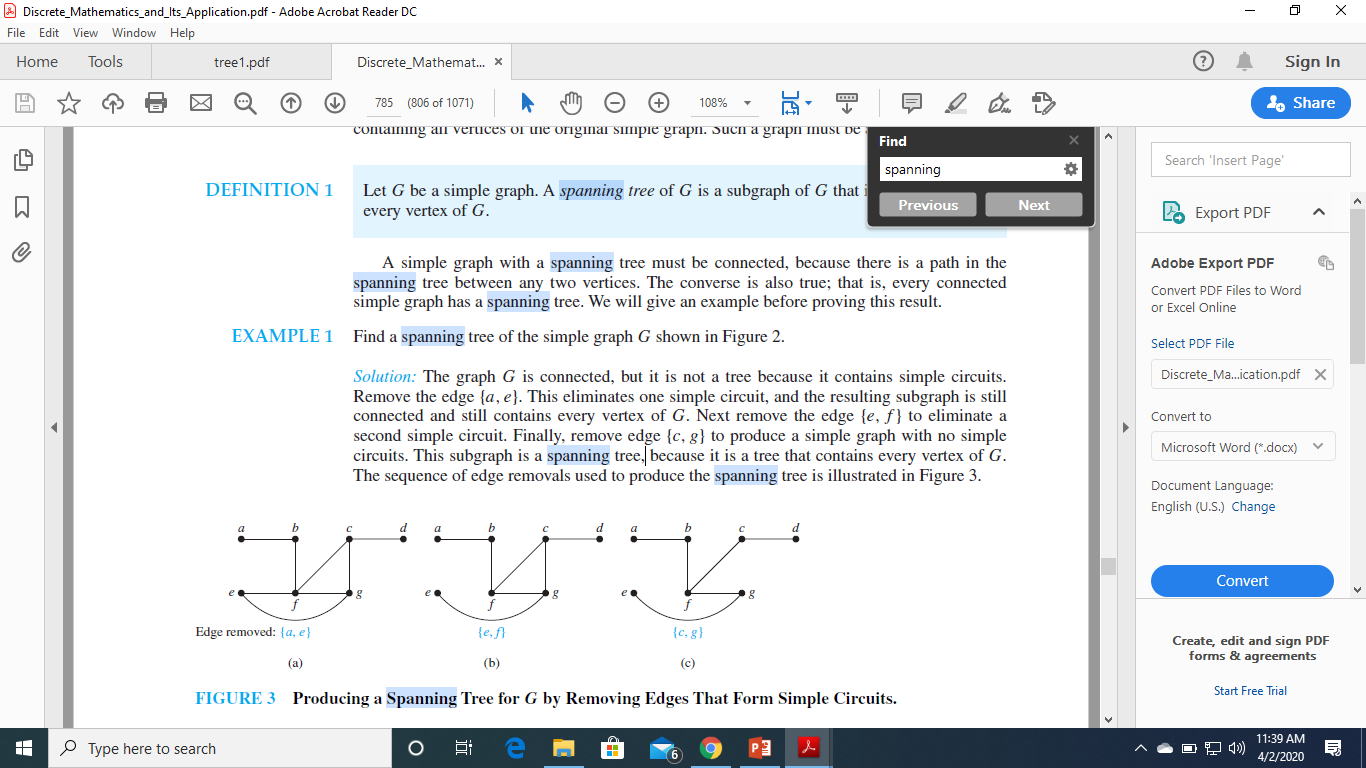 Discrete_Mathematics_and_Its_Application.pdf - Adobe Acrobat Reader DC
File Edit View Window Help
Home Tools tree1.pdf Discrete_Mathemat... × Sign In
785 (806 of 1071) 108% Share
containing all vertices of the original simple graph. Such a graph must be
Find
spanning
Previous Next
DEFINITION 1 Let G be a simple graph. A spanning tree of G is a subgraph of G that
every vertex of G.
A simple graph with a spanning tree must be connected, because there is a path in the
spanning tree between any two vertices. The converse is also true; that is, every connected
simple graph has a spanning tree. We will give an example before proving this result.
EXAMPLE 1 Find a spanning tree of the simple graph G shown in Figure 2.
Solution: The graph G is connected, but it is not a tree because it contains simple circuits.
Remove the edge {a, e}. This eliminates one simple circuit, and the resulting subgraph is still
connected and still contains every vertex of G. Next remove the edge {e, f} to eliminate a
second simple circuit. Finally, remove edge {c, g} to produce a simple graph with no simple
circuits. This subgraph is a spanning tree, because it is a tree that contains every vertex of G.
The sequence of edge removals used to produce the spanning tree is illustrated in Figure 3.
a b c d a b c d a b c d
e f g e f g e f g
Edge removed: {a, e} {e, f} {c, g}
(a) (b) (c)
FIGURE 3 Producing a Spanning Tree for G by Removing Edges That Form Simple Circuits.
Search 'Insert Page'
Export PDF
Adobe Export PDF
Convert PDF Files to Word
or Excel Online
Select PDF File
Discrete_Ma...ication.pdf
Convert to
Microsoft Word (*.docx)
Document Language:
English (U.S.) Change
Convert
Create, edit and sign PDF
forms & agreements
Start Free Trial
Type here to search
6
11:39 AM
4/2/2020